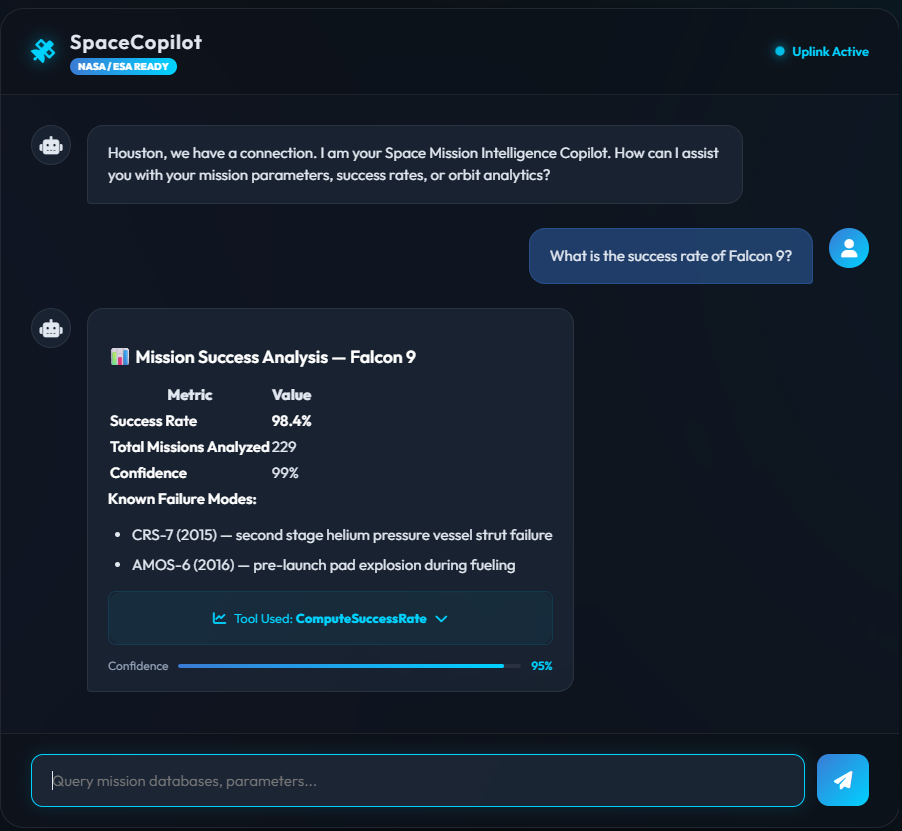 SpaceCopilot
NASA / ESA READY
Uplink Active
Houston, we have a connection. I am your Space Mission Intelligence Copilot. How can I assist
you with your mission parameters, success rates, or orbit analytics?
What is the success rate of Falcon 9?
Mission Success Analysis — Falcon 9
Metric Value
Success Rate 98.4%
Total Missions Analyzed 229
Confidence 99%
Known Failure Modes:
• CRS-7 (2015) — second stage helium pressure vessel strut failure
• AMOS-6 (2016) — pre-launch pad explosion during fueling
Tool Used: ComputeSuccessRate
Confidence 95%
Query mission databases, parameters...